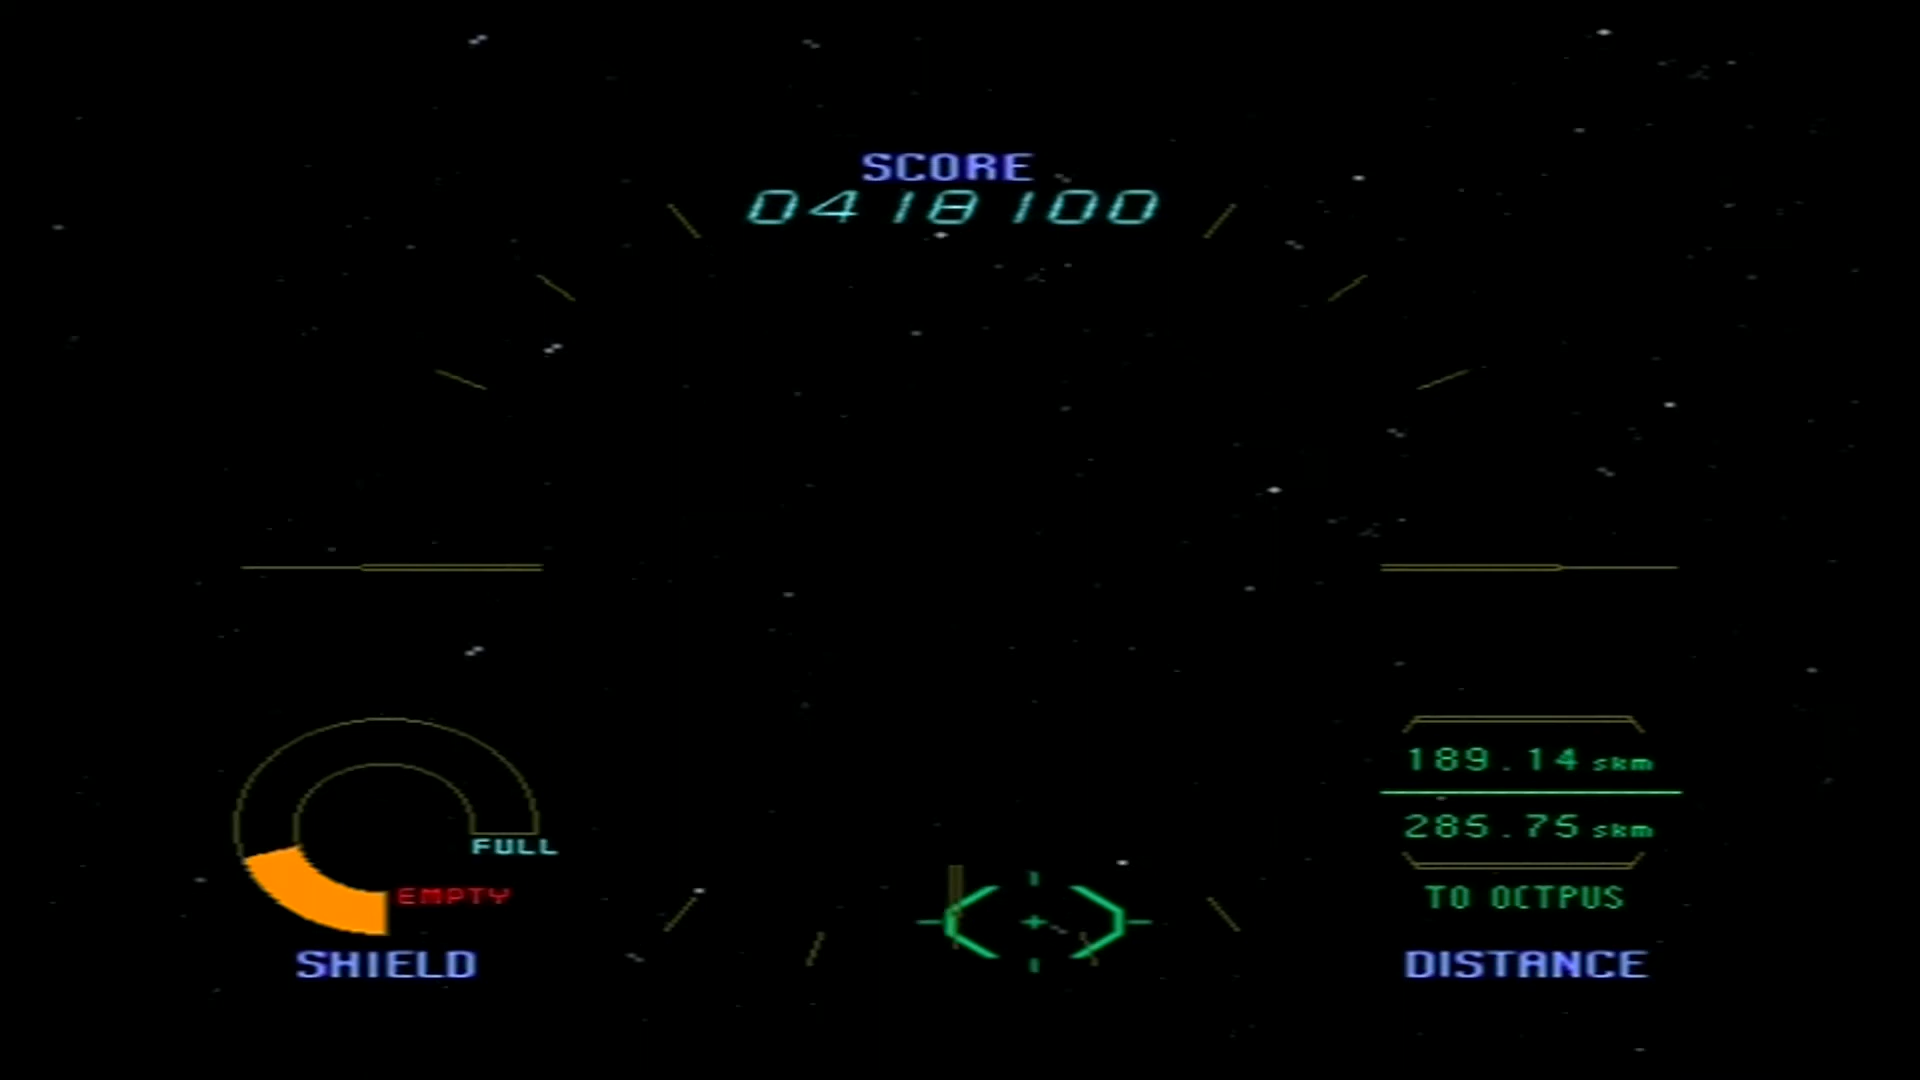 SCORE
0418100
189.14 skm
285.75 skm
FULL
EMPTY
TO OCTPUS
SHIELD
DISTANCE